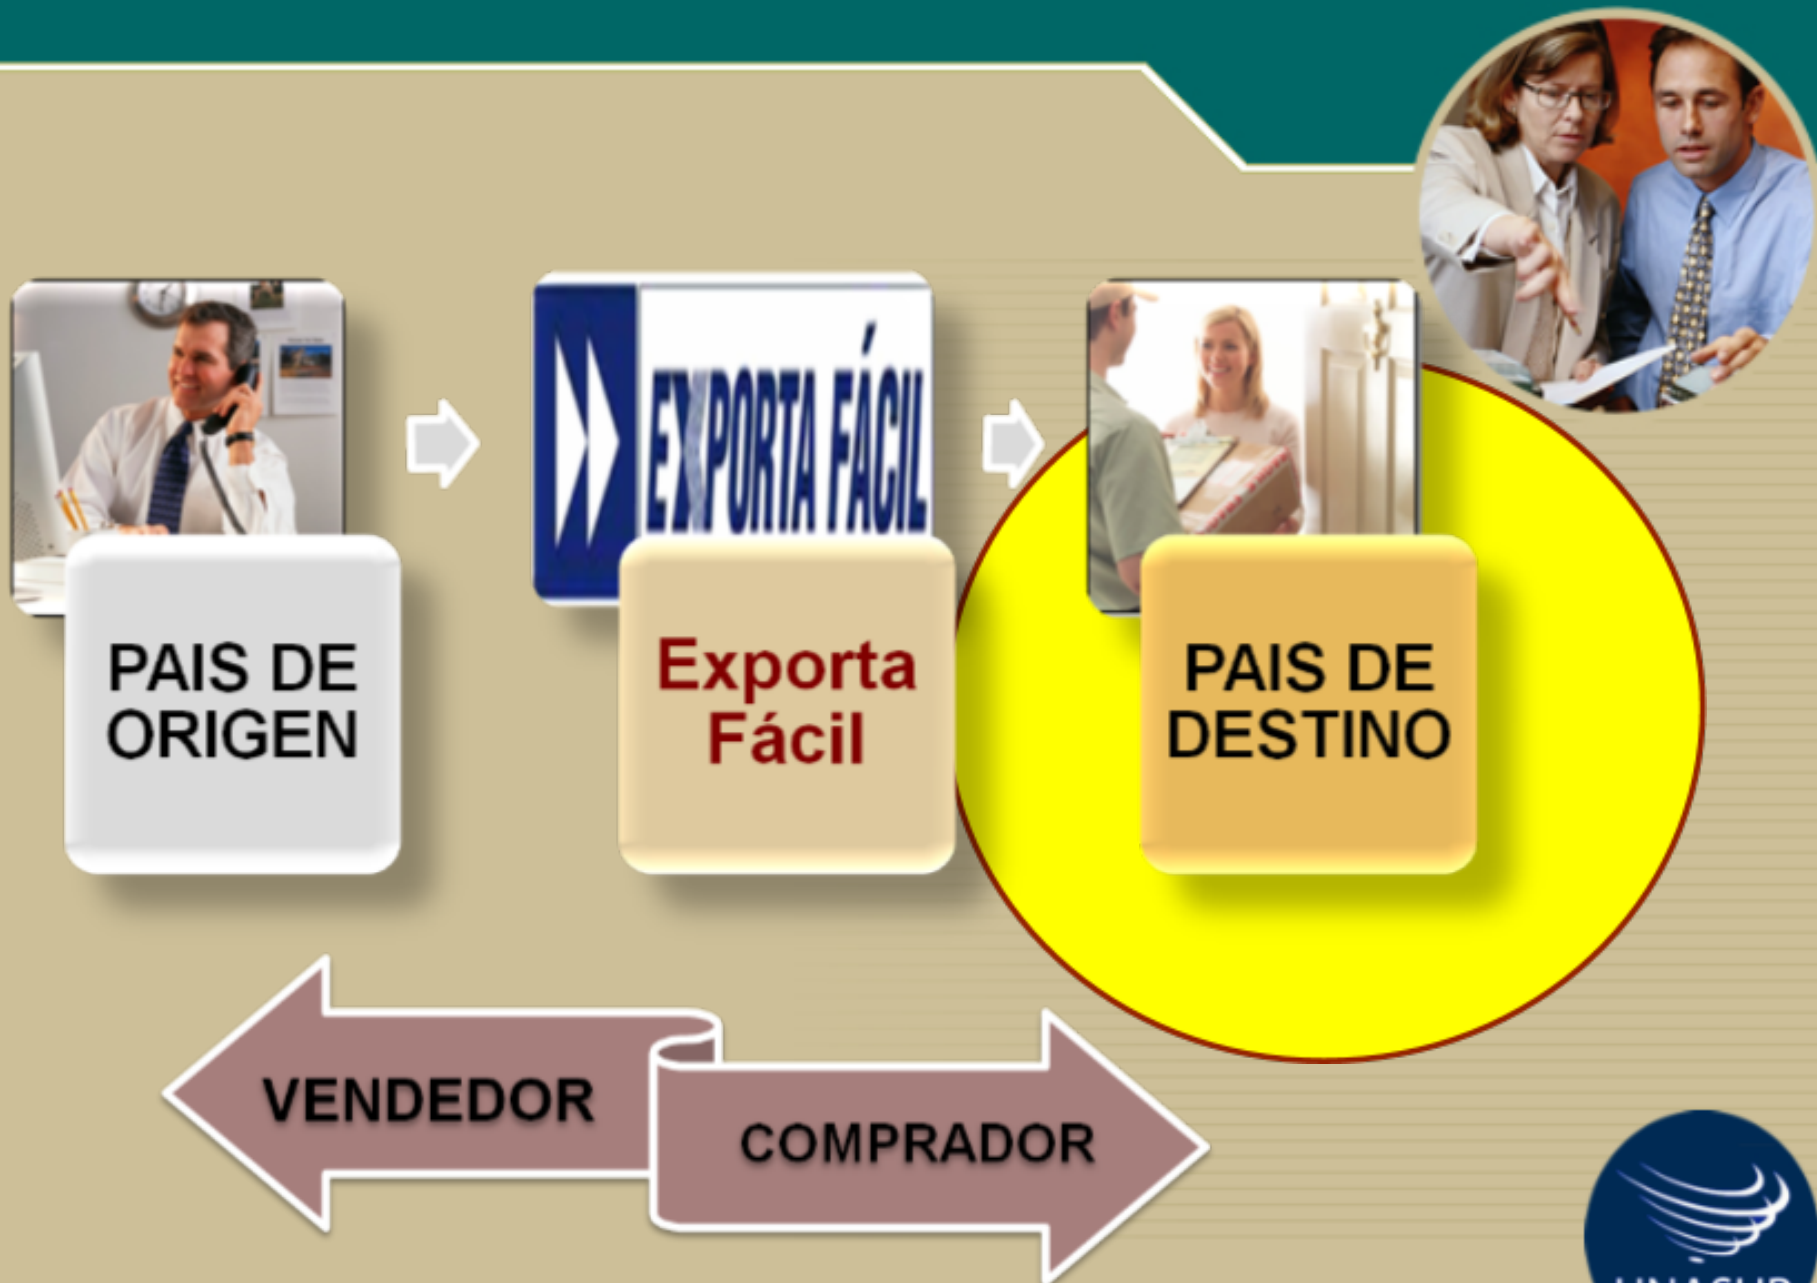 EXPORTA FÁCIL
PAIS DE
ORIGEN
Exporta
Fácil
PAIS DE
DESTINO
VENDEDOR
COMPRADOR